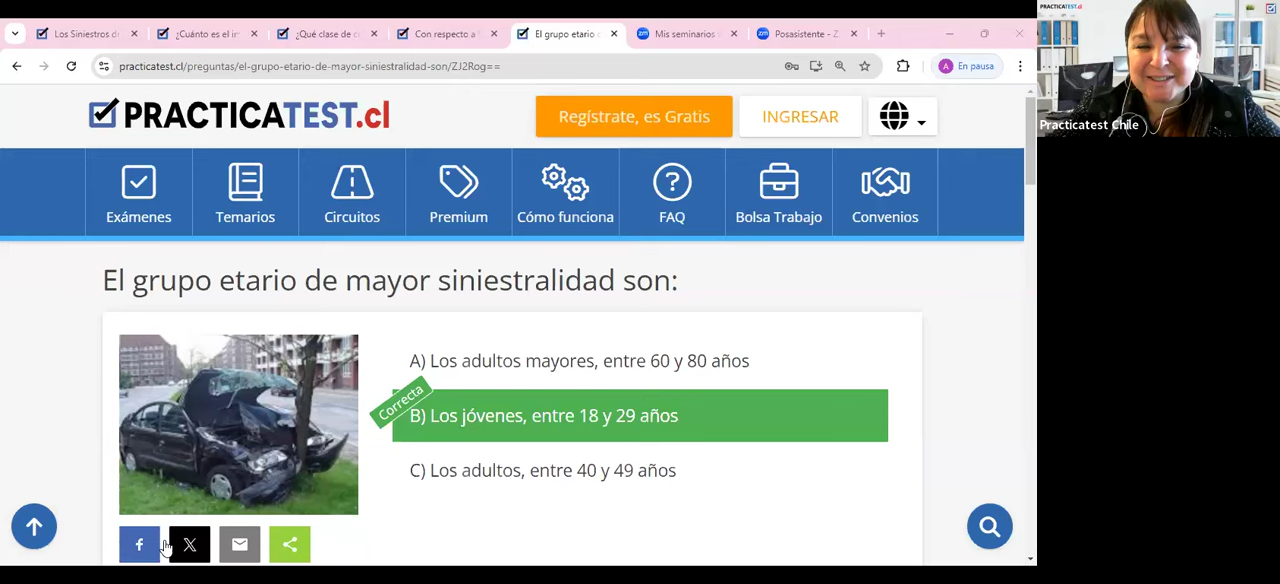 Los Siniestros d
¿Cuánto es el ir
¿Qué clase de c
Con respecto a
El grupo etario d
Mis seminarios
Posasistente - Z
practicatest.cl/preguntas/el-grupo-etario-de-mayor-siniestralidad-son/ZJ2Rog==
A
En pausa
PRACTICATEST.cl
Practicatest Chile
PRACTICATEST.cl
Regístrate, es Gratis
INGRESAR
Exámenes
Temarios
Circuitos
Premium
Cómo funciona
FAQ
Bolsa Trabajo
Convenios
El grupo etario de mayor siniestralidad son:
A) Los adultos mayores, entre 60 y 80 años
Correcta
B) Los jóvenes, entre 18 y 29 años
C) Los adultos, entre 40 y 49 años